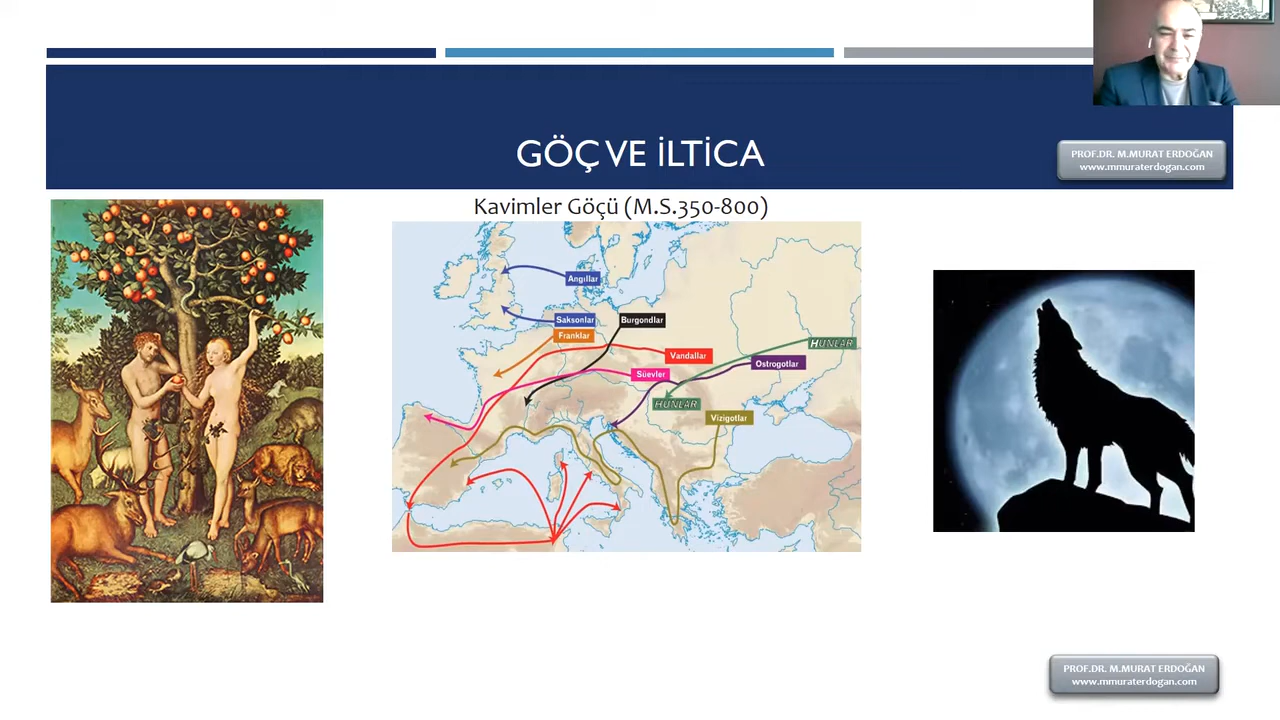 GÖÇ VE İLTİCA
PROF.DR. M.MURAT ERDOĞAN
www.mmuraterdogan.com
Kavimler Göçü (M.S.350-800)
Angıllar
Saksonlar
Burgondlar
Franklar
HUNLAR
Vandallar
Ostrogotlar
Süevler
HUNLAR
Vizigotlar
PROF.DR. M.MURAT ERDOĞAN
www.mmuraterdogan.com